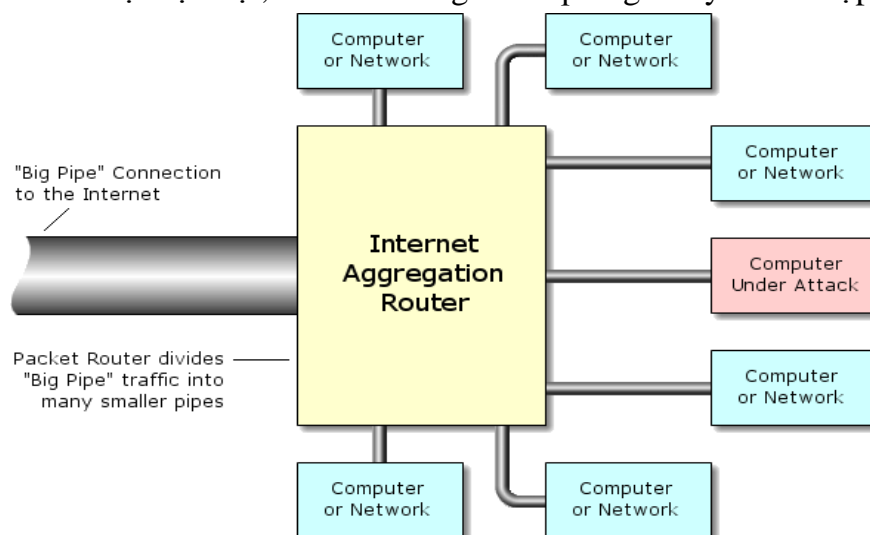 Computer
or Network
Computer
or Network
"Big Pipe" Connection
to the Internet
Computer
or Network
Internet
Aggregation
Router
Computer
Under Attack
Packet Router divides
"Big Pipe" traffic into
many smaller pipes
Computer
or Network
Computer
or Network
Computer
or Network